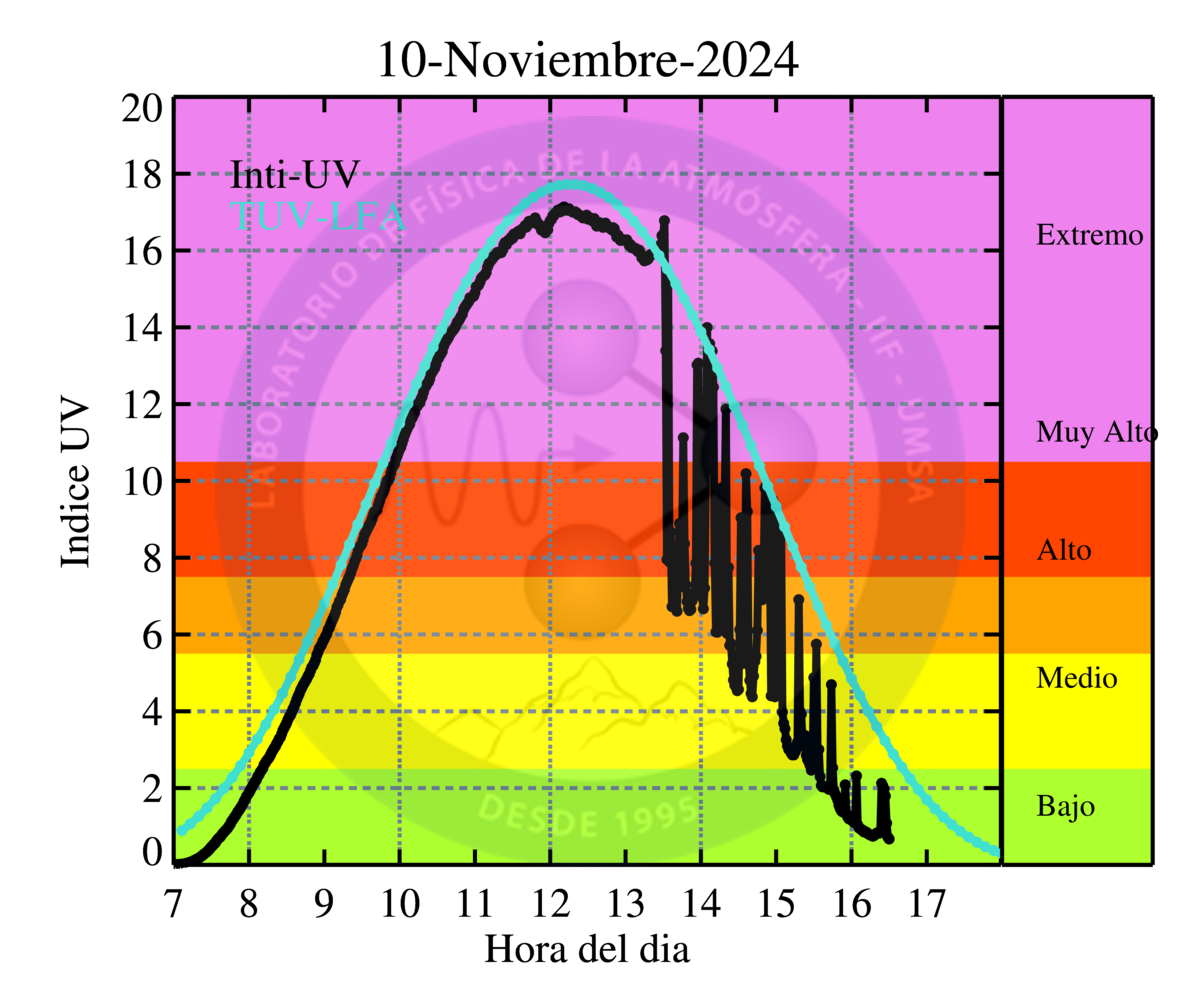 10-Noviembre-2024
20
18
16
14
12
10
8
6
4
2
0
Indice UV
Inti-UV
TUV-LFA
LABORATORIO DE FÍSICA DE LA ATMÓSFERA - IIF - UMSA
DESDE 1995
Extremo
Muy Alto
Alto
Medio
Bajo
7 8 9 10 11 12 13 14 15 16 17
Hora del dia